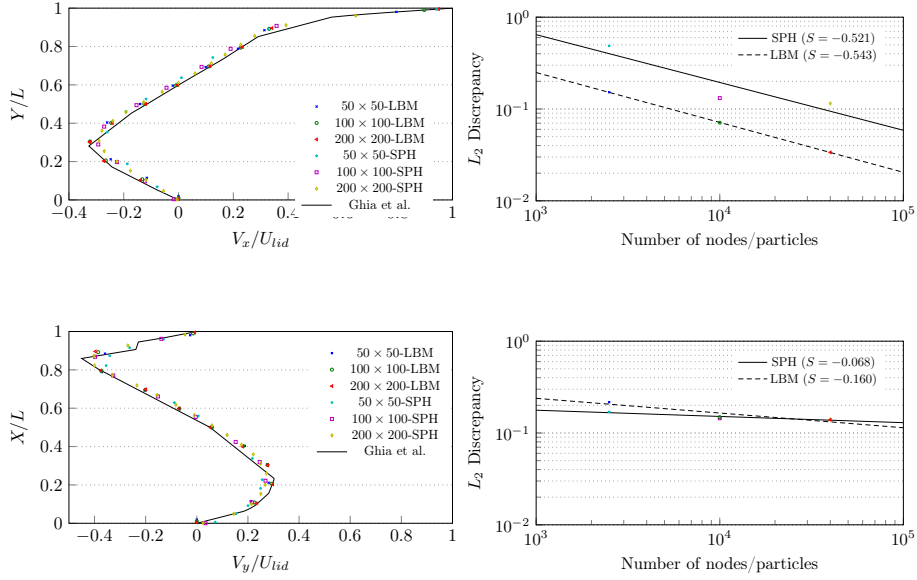 1
0.8
0.6
0.4
0.2
0
Y/L
−0.4 −0.2 0 0.2 0.4 0.6 0.8 1
V_x/U_{lid}
50 × 50-LBM
100 × 100-LBM
200 × 200-LBM
50 × 50-SPH
100 × 100-SPH
200 × 200-SPH
Ghia et al.
10^0
10^{−1}
10^{−2}
L_2 Discrepancy
10^3 10^4 10^5
Number of nodes/particles
SPH (S = −0.521)
LBM (S = −0.543)
1
0.8
0.6
0.4
0.2
0
X/L
−0.4 −0.2 0 0.2 0.4 0.6 0.8 1
V_y/U_{lid}
50 × 50-LBM
100 × 100-LBM
200 × 200-LBM
50 × 50-SPH
100 × 100-SPH
200 × 200-SPH
Ghia et al.
10^0
10^{−1}
10^{−2}
L_2 Discrepancy
10^3 10^4 10^5
Number of nodes/particles
SPH (S = −0.068)
LBM (S = −0.160)